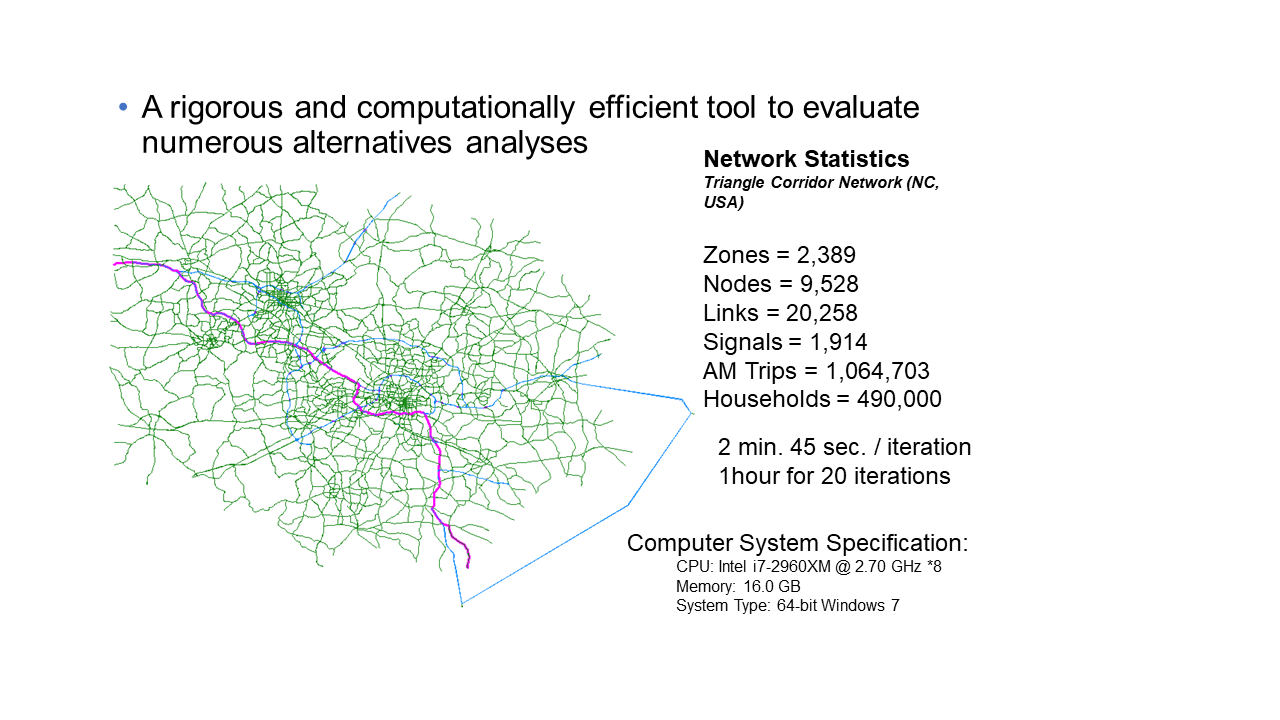 • A rigorous and computationally efficient tool to evaluate
numerous alternatives analyses
Network Statistics
Triangle Corridor Network (NC,
USA)
Zones = 2,389
Nodes = 9,528
Links = 20,258
Signals = 1,914
AM Trips = 1,064,703
Households = 490,000
2 min. 45 sec. / iteration
1hour for 20 iterations
Computer System Specification:
CPU: Intel i7-2960XM @ 2.70 GHz *8
Memory: 16.0 GB
System Type: 64-bit Windows 7